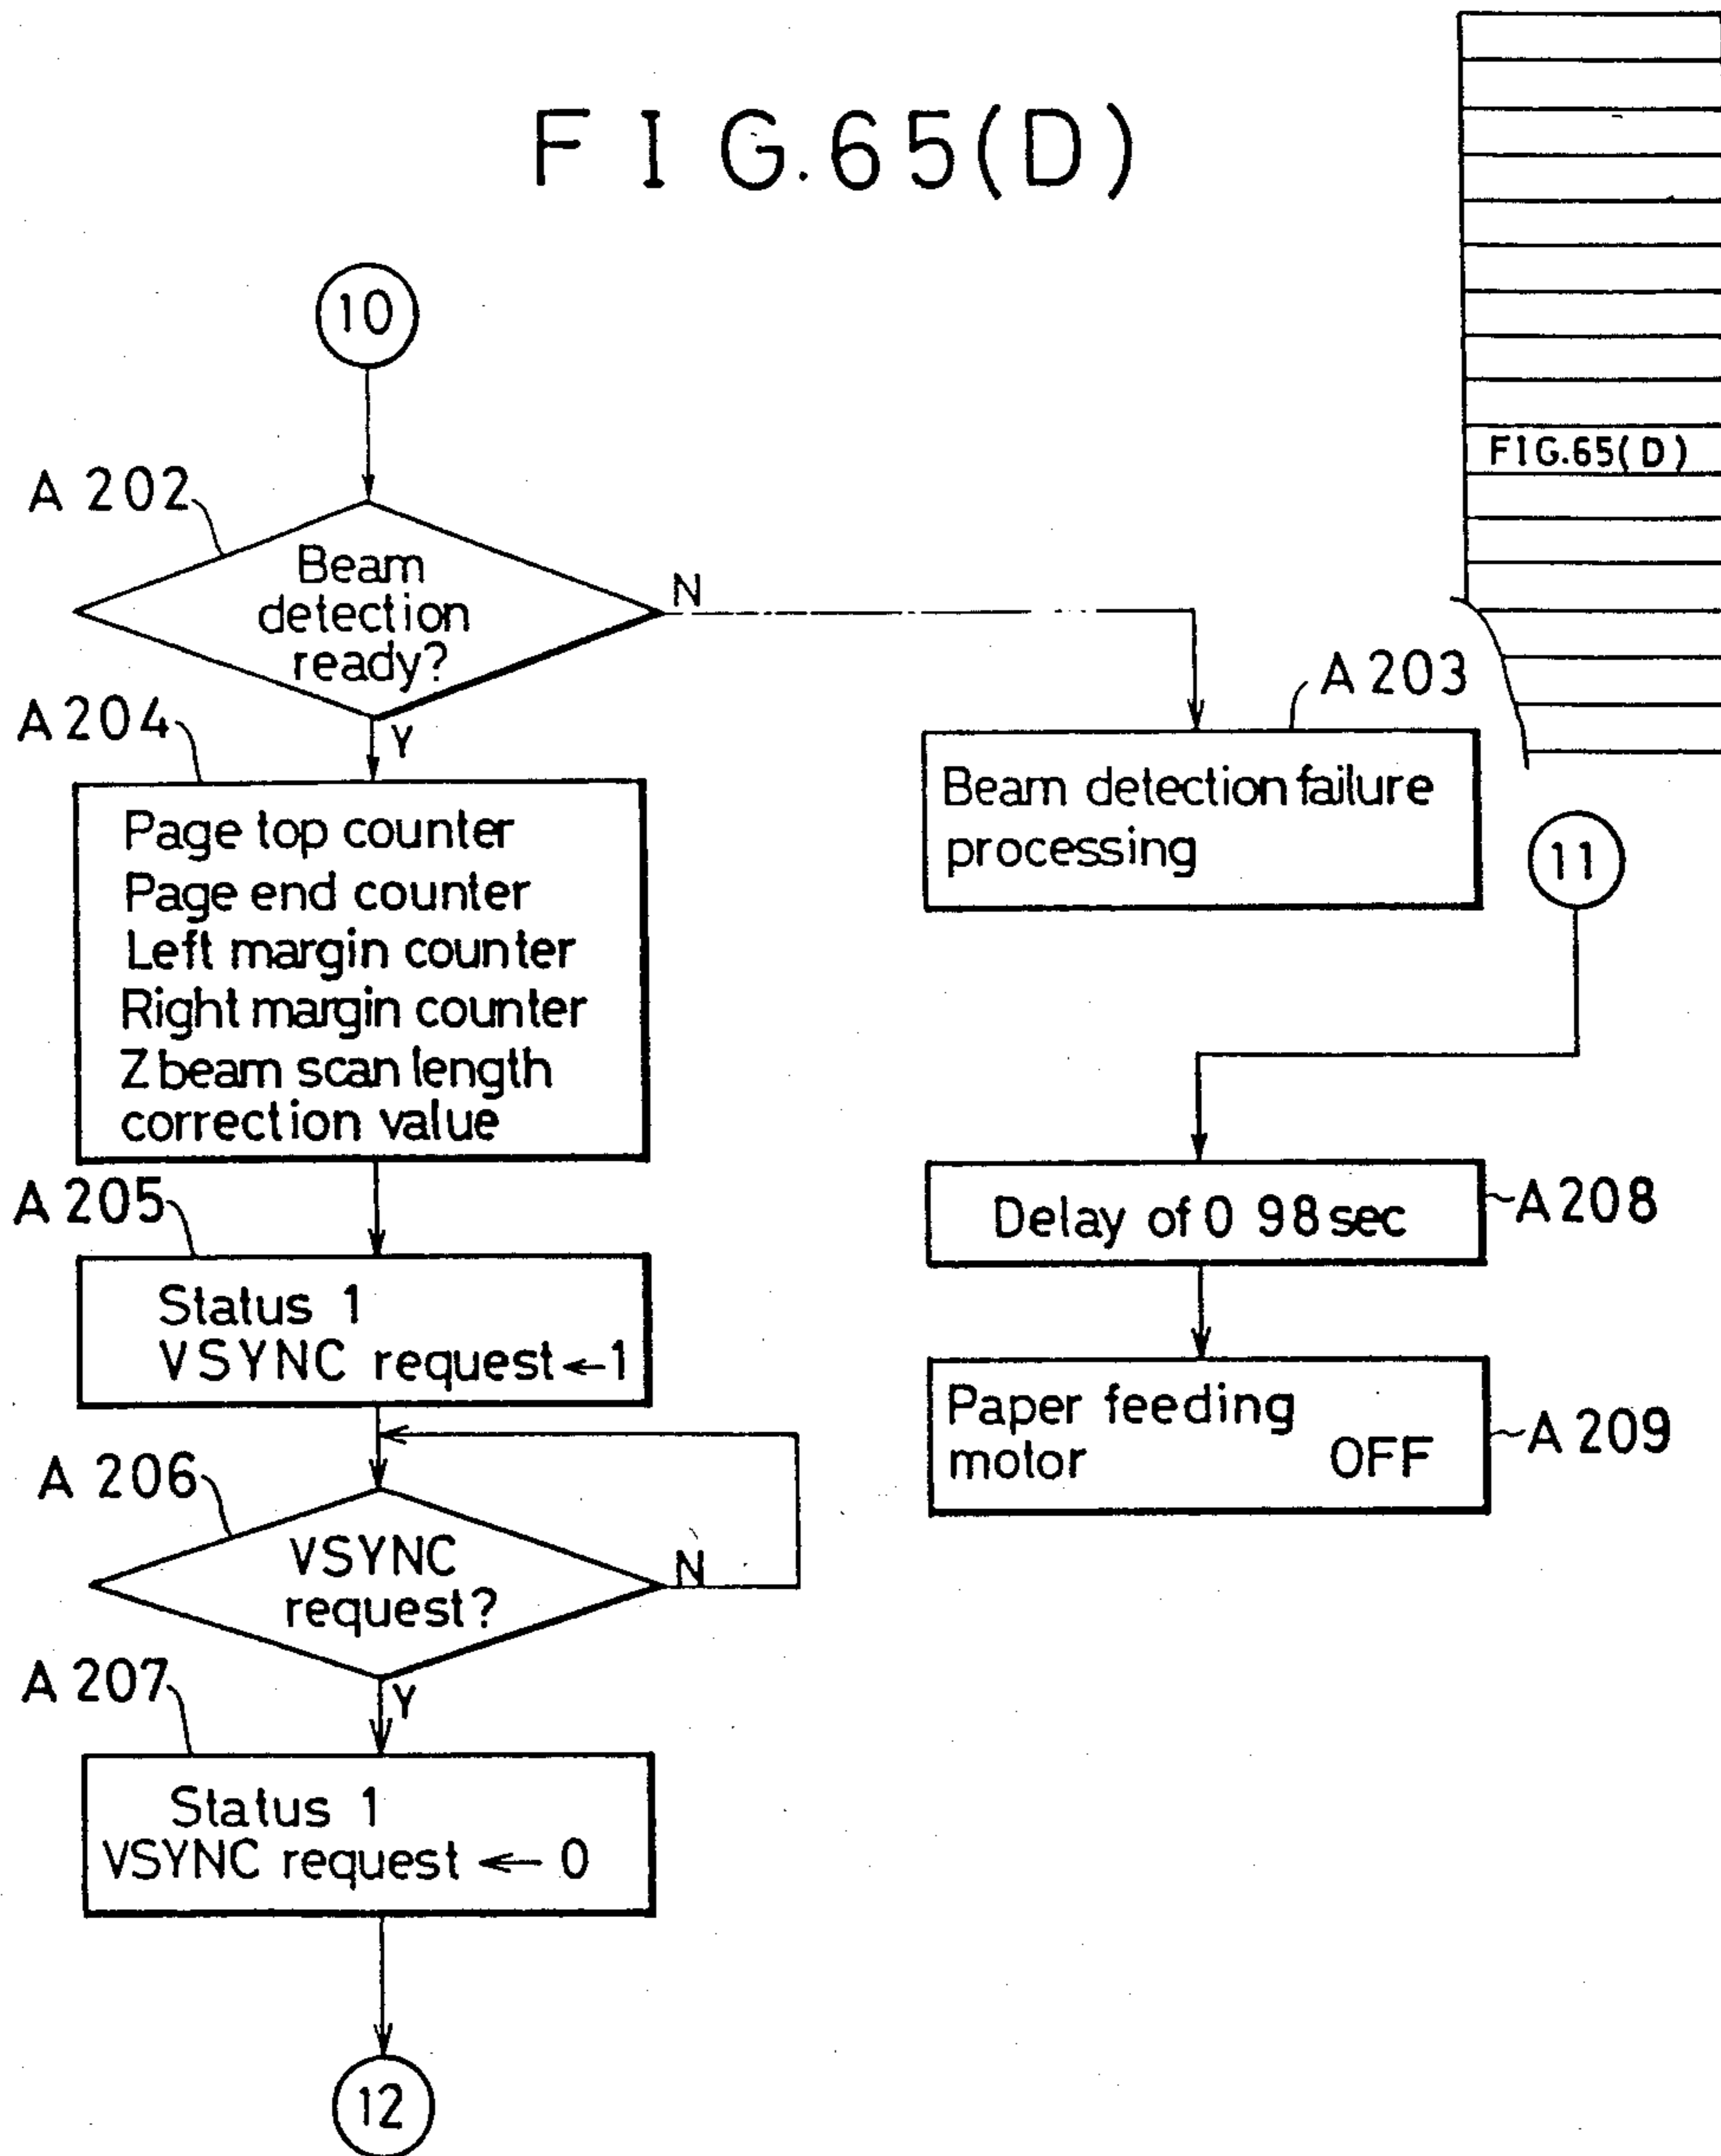 FIG.65(D)
FIG.65(D)
10
A 202
Beam
detection
ready?
N
Y
A 203
Beam detection failure
processing
A 204
Page top counter
Page end counter
Left margin counter
Right margin counter
Z beam scan length
correction value
A 205
Status 1
VSYNC request ← 1
A 206
VSYNC
request?
N
Y
A 207
Status 1
VSYNC request ← 0
12
11
Delay of 0 98 sec
A 208
Paper feeding
motor OFF
A 209